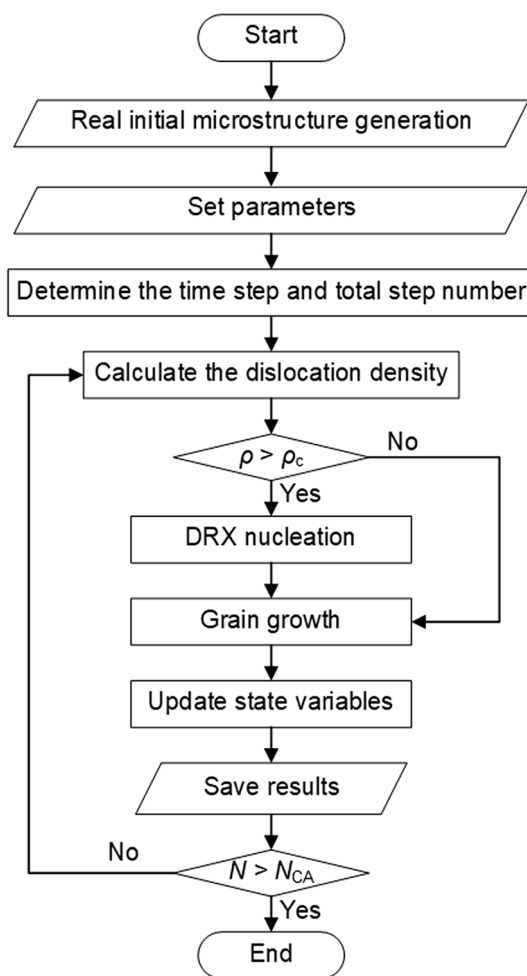 Start
Real initial microstructure generation
Set parameters
Determine the time step and total step number
Calculate the dislocation density
ρ > ρc
No
Yes
DRX nucleation
Grain growth
Update state variables
Save results
No
N > NCA
Yes
End